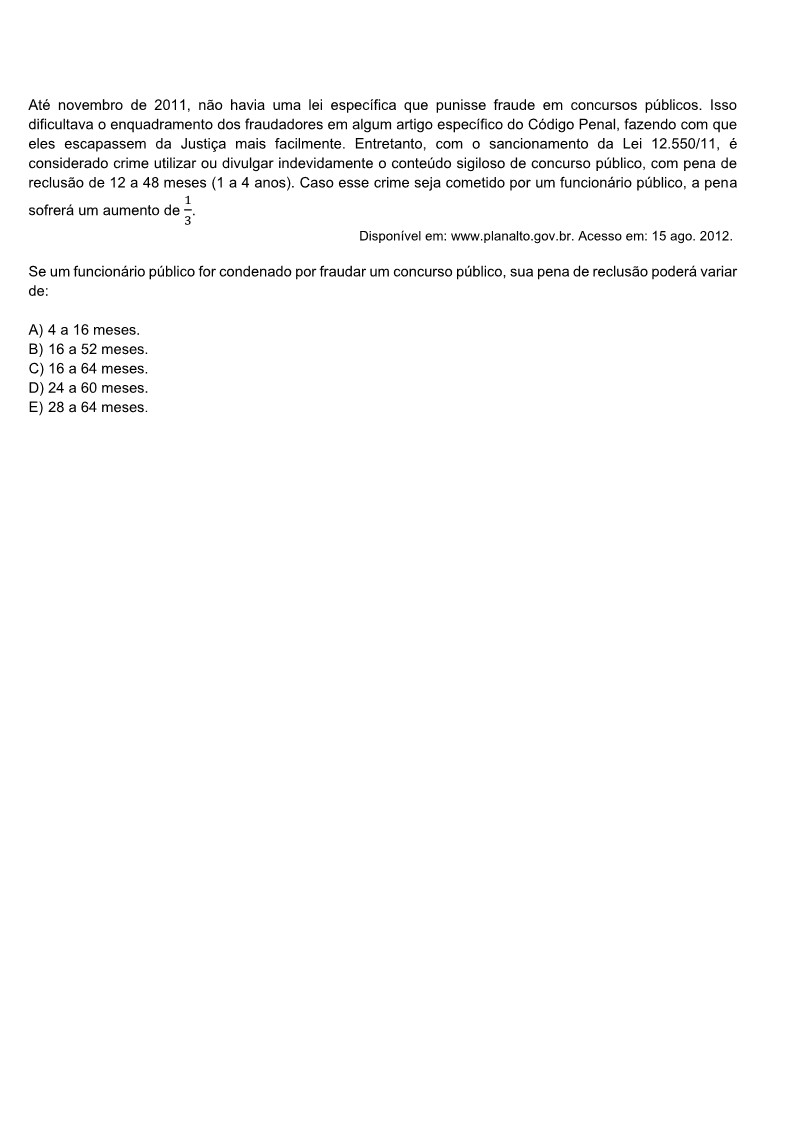 Até novembro de 2011, não havia uma lei específica que punisse fraude em concursos públicos. Isso
dificultava o enquadramento dos fraudadores em algum artigo específico do Código Penal, fazendo com que
eles escapassem da Justiça mais facilmente. Entretanto, com o sancionamento da Lei 12.550/11, é
considerado crime utilizar ou divulgar indevidamente o conteúdo sigiloso de concurso público, com pena de
reclusão de 12 a 48 meses (1 a 4 anos). Caso esse crime seja cometido por um funcionário público, a pena
sofrerá um aumento de 1/3.
Disponível em: www.planalto.gov.br. Acesso em: 15 ago. 2012.
Se um funcionário público for condenado por fraudar um concurso público, sua pena de reclusão poderá variar
de:
A) 4 a 16 meses.
B) 16 a 52 meses.
C) 16 a 64 meses.
D) 24 a 60 meses.
E) 28 a 64 meses.